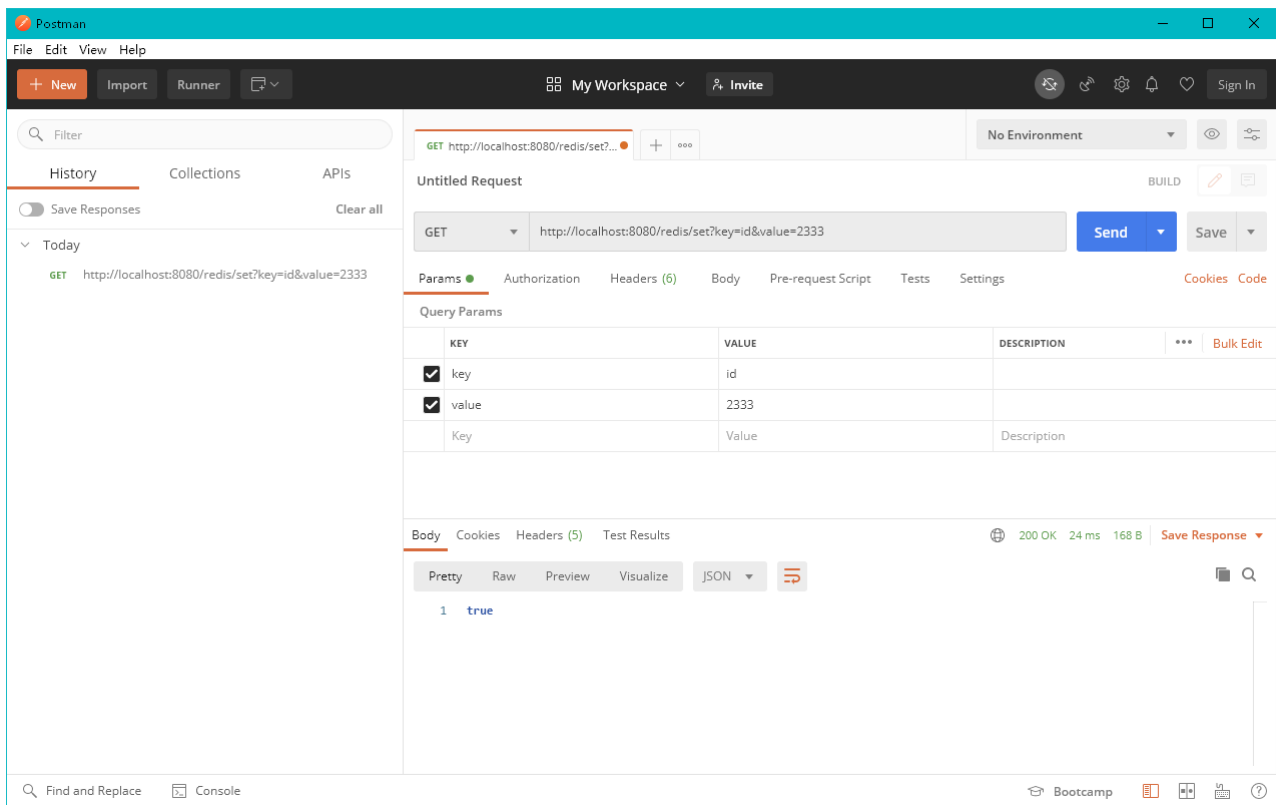 Postman
File Edit View Help
New Import Runner My Workspace Invite Sign In
Filter
History Collections APIs
Save Responses Clear all
Today
GET http://localhost:8080/redis/set?key=id&value=2333
GET http://localhost:8080/redis/set?...
No Environment
Untitled Request BUILD
GET http://localhost:8080/redis/set?key=id&value=2333 Send Save
Params Authorization Headers (6) Body Pre-request Script Tests Settings Cookies Code
Query Params
KEY VALUE DESCRIPTION Bulk Edit
key id
value 2333
Key Value Description
Body Cookies Headers (5) Test Results 200 OK 24 ms 168 B Save Response
Pretty Raw Preview Visualize JSON
1 true
Find and Replace Console Bootcamp